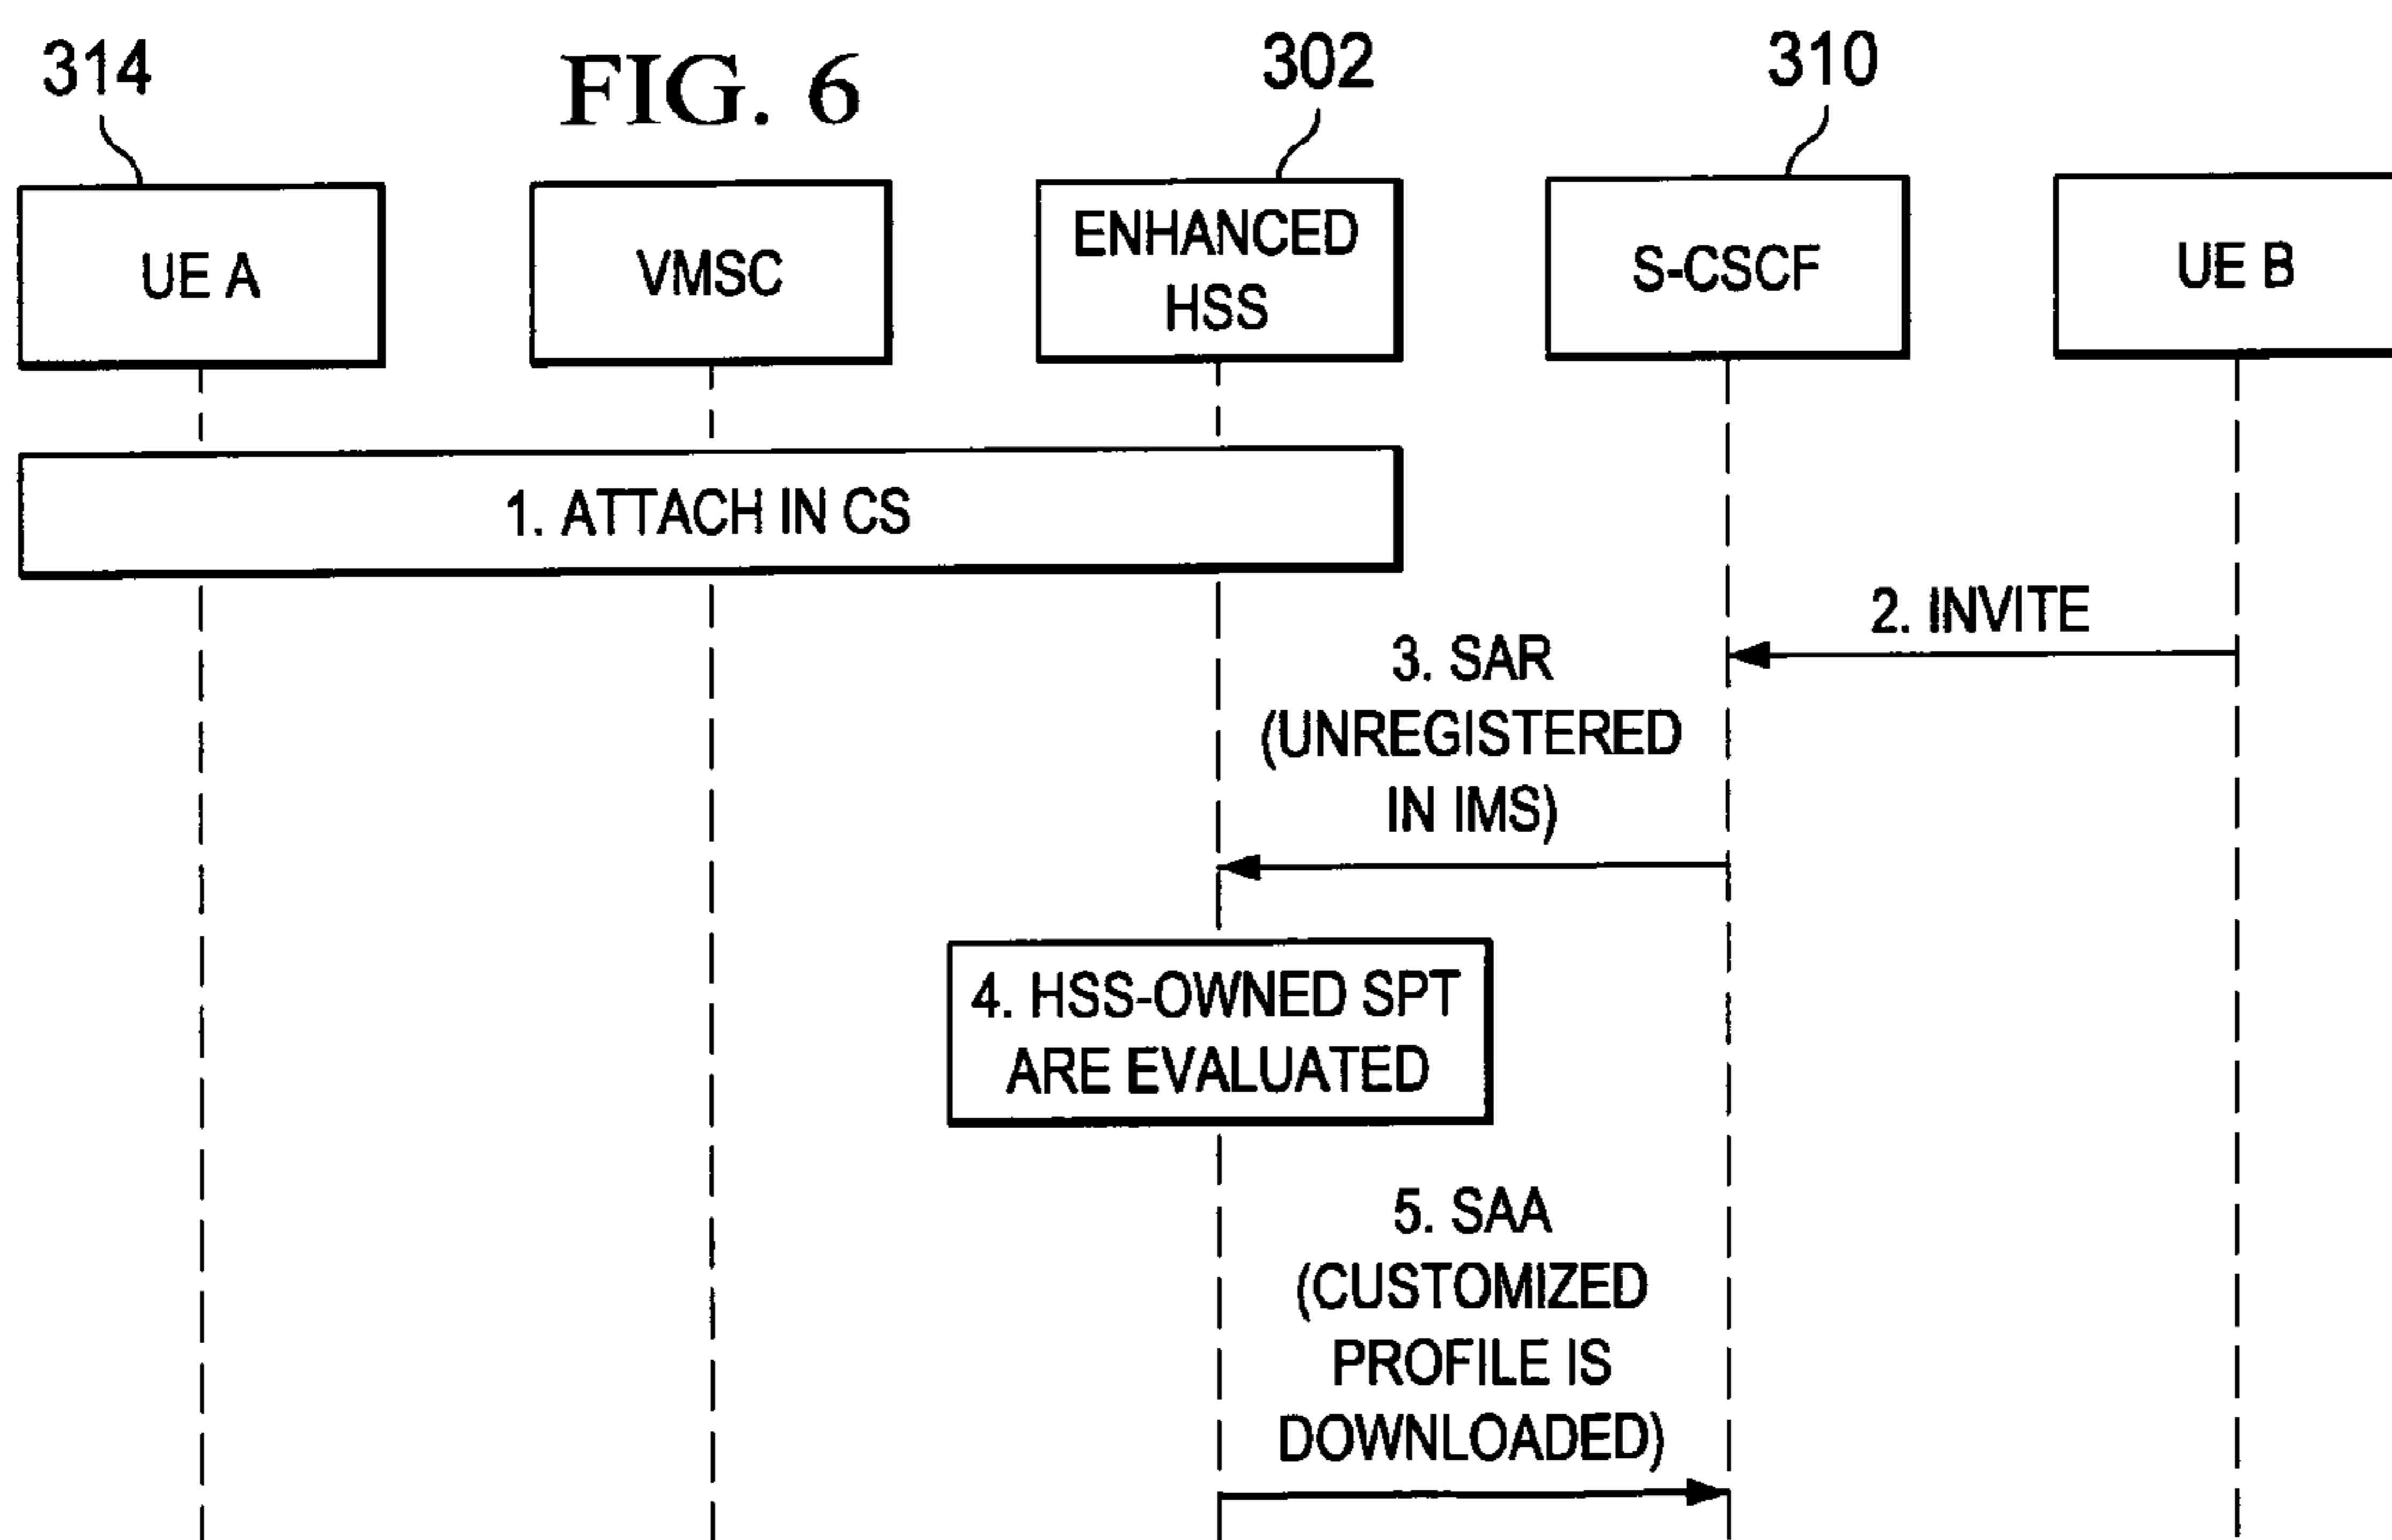 314
FIG. 6
302
310
UE A
VMSC
ENHANCED
HSS
S-CSCF
UE B
1. ATTACH IN CS
2. INVITE
3. SAR
(UNREGISTERED
IN IMS)
4. HSS-OWNED SPT
ARE EVALUATED
5. SAA
(CUSTOMIZED
PROFILE IS
DOWNLOADED)